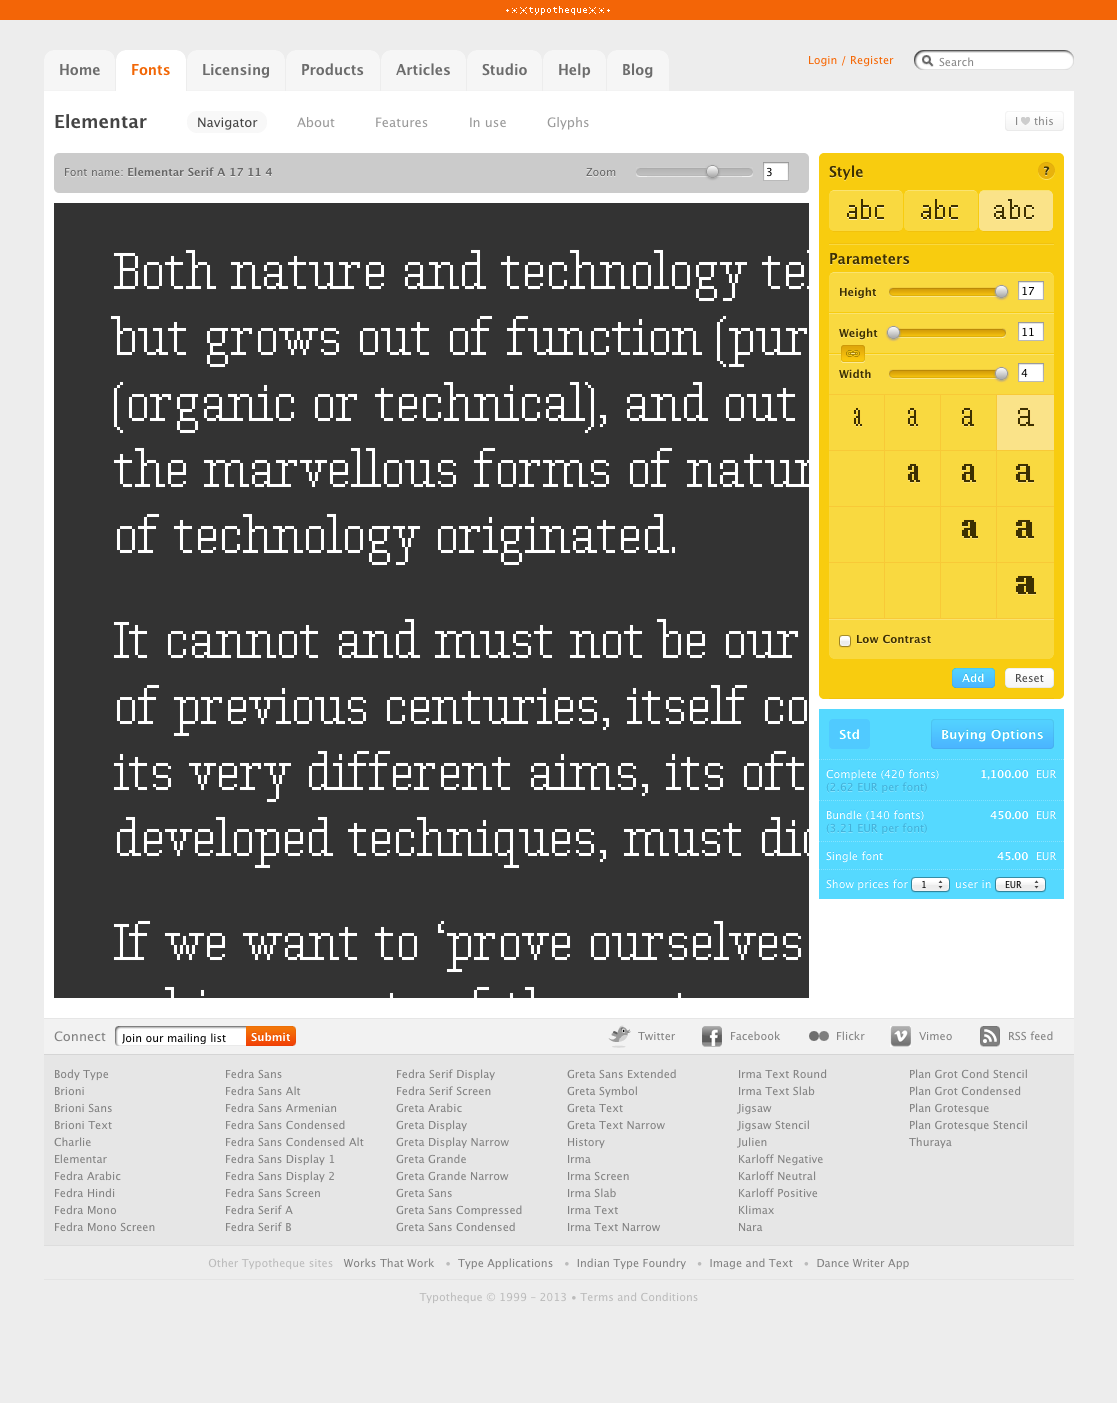 typotheque
Home
Fonts
Licensing
Products
Articles
Studio
Help
Blog
Login / Register
Search
Elementar
Navigator
About
Features
In use
Glyphs
I ♥ this
Font name: Elementar Serif A 17 11 4
Zoom
3
Both nature and technology tel
but grows out of function (pur
(organic or technical), and out
the marvellous forms of natur
of technology originated.
It cannot and must not be our
of previous centuries, itself co
its very different aims, its oft
developed techniques, must di
If we want to ‘prove ourselves
Style
?
abc
abc
abc
Parameters
Height
17
Weight
11
Width
4
a a a a
a a a
a a
a
Low Contrast
Add
Reset
Std
Buying Options
Complete (420 fonts) 1,100.00 EUR
(2.62 EUR per font)
Bundle (140 fonts) 450.00 EUR
(3.21 EUR per font)
Single font 45.00 EUR
Show prices for 1 user in EUR
Connect
Join our mailing list
Submit
Twitter
Facebook
Flickr
Vimeo
RSS feed
Body Type
Brioni
Brioni Sans
Brioni Text
Charlie
Elementar
Fedra Arabic
Fedra Hindi
Fedra Mono
Fedra Mono Screen
Fedra Sans
Fedra Sans Alt
Fedra Sans Armenian
Fedra Sans Condensed
Fedra Sans Condensed Alt
Fedra Sans Display 1
Fedra Sans Display 2
Fedra Sans Screen
Fedra Serif A
Fedra Serif B
Fedra Serif Display
Fedra Serif Screen
Greta Arabic
Greta Display
Greta Display Narrow
Greta Grande
Greta Grande Narrow
Greta Sans
Greta Sans Compressed
Greta Sans Condensed
Greta Sans Extended
Greta Symbol
Greta Text
Greta Text Narrow
History
Irma
Irma Screen
Irma Slab
Irma Text
Irma Text Narrow
Irma Text Round
Irma Text Slab
Jigsaw
Jigsaw Stencil
Julien
Karloff Negative
Karloff Neutral
Karloff Positive
Klimax
Nara
Plan Grot Cond Stencil
Plan Grot Condensed
Plan Grotesque
Plan Grotesque Stencil
Thuraya
Other Typotheque sites Works That Work • Type Applications • Indian Type Foundry • Image and Text • Dance Writer App
Typotheque © 1999 – 2013 • Terms and Conditions